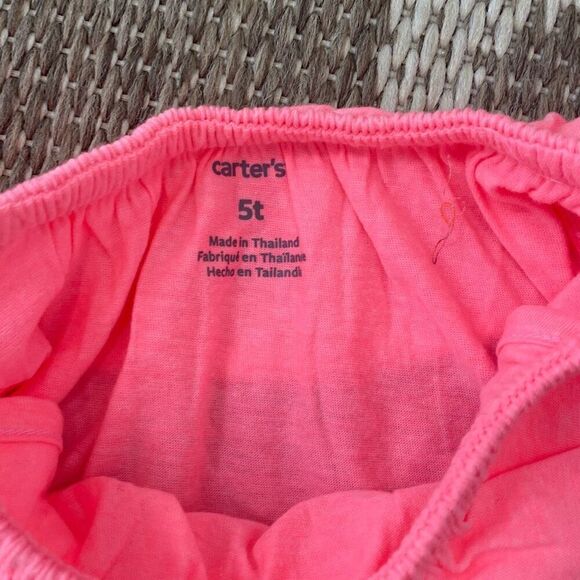 carter's
5t
Made in Thailand
Fabriqué en Thaïlande
Hecho en Tailandia